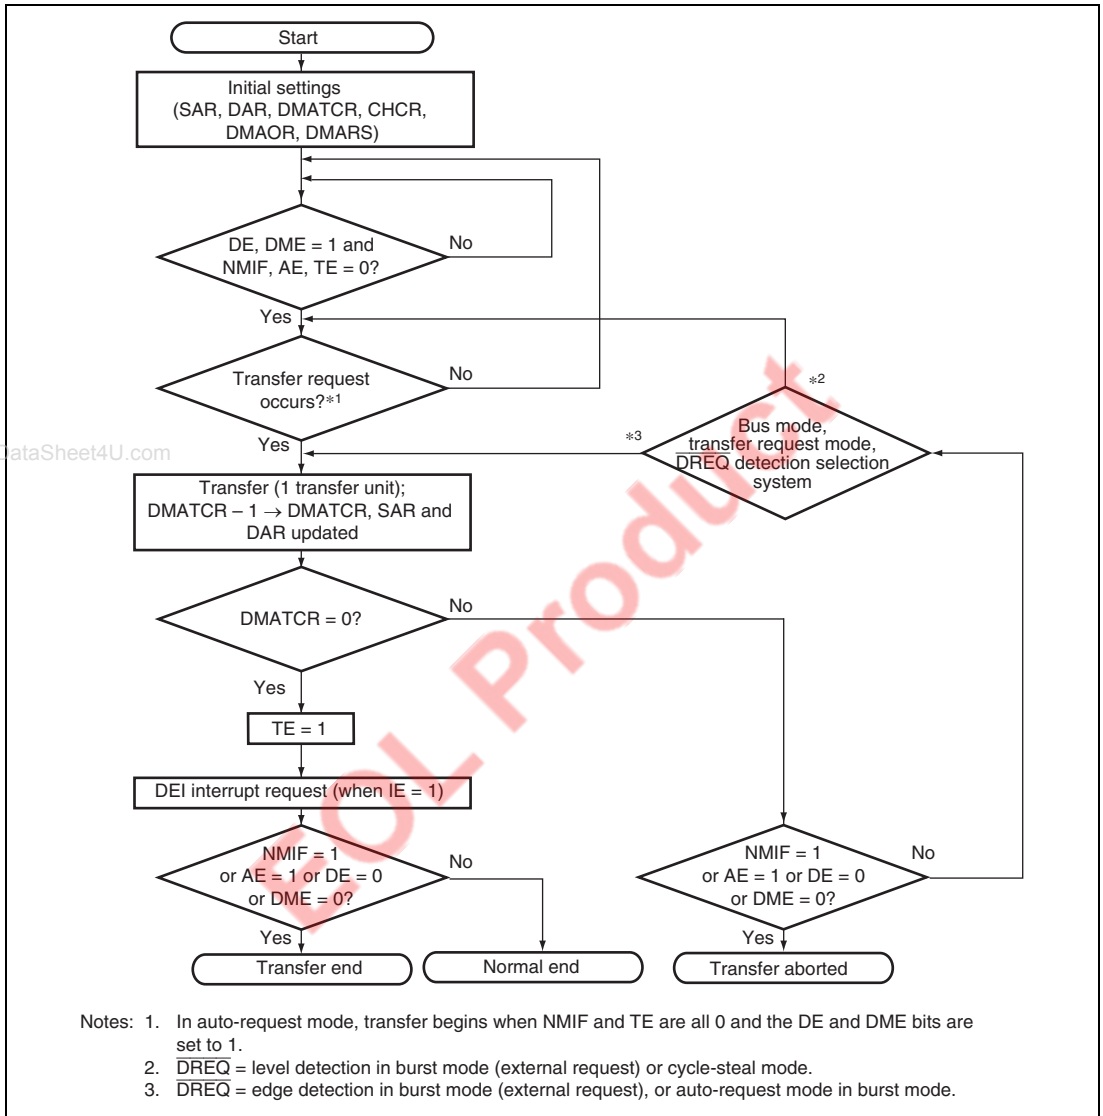 Start
Initial settings
(SAR, DAR, DMATCR, CHCR,
DMAOR, DMARS)
DE, DME = 1 and
NMIF, AE, TE = 0?
No
Yes
Transfer request
occurs?*1
No
Yes
*2
Bus mode,
transfer request mode,
DREQ detection selection
system
*3
DataSheet4U.com
Transfer (1 transfer unit);
DMATCR – 1 → DMATCR, SAR and
DAR updated
DMATCR = 0?
No
Yes
TE = 1
DEI interrupt request (when IE = 1)
NMIF = 1
or AE = 1 or DE = 0
or DME = 0?
No
Yes
NMIF = 1
or AE = 1 or DE = 0
or DME = 0?
No
Yes
Transfer end
Normal end
Transfer aborted
EOL Product
Notes: 1. In auto-request mode, transfer begins when NMIF and TE are all 0 and the DE and DME bits are
set to 1.
2. DREQ = level detection in burst mode (external request) or cycle-steal mode.
3. DREQ = edge detection in burst mode (external request), or auto-request mode in burst mode.